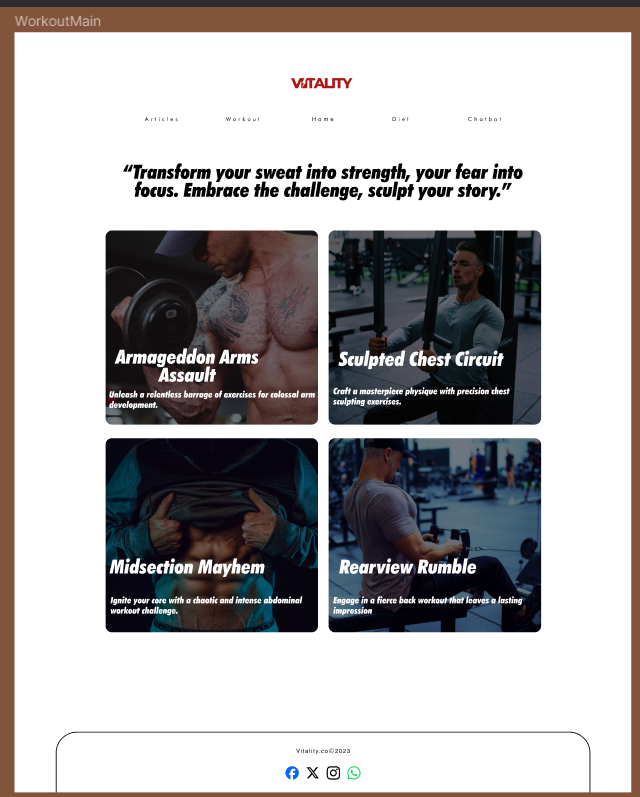 WorkoutMain
VITALITY
Articles Workout Home Diet Chatbot
“Transform your sweat into strength, your fear into
focus. Embrace the challenge, sculpt your story.”
Armageddon Arms
Assault
Unleash a relentless barrage of exercises for colossal arm
development.
Sculpted Chest Circuit
Craft a masterpiece physique with precision chest
sculpting exercises.
Midsection Mayhem
Ignite your core with a chaotic and intense abdominal
workout challenge.
Rearview Rumble
Engage in a fierce back workout that leaves a lasting
impression
Vitality.co©2023